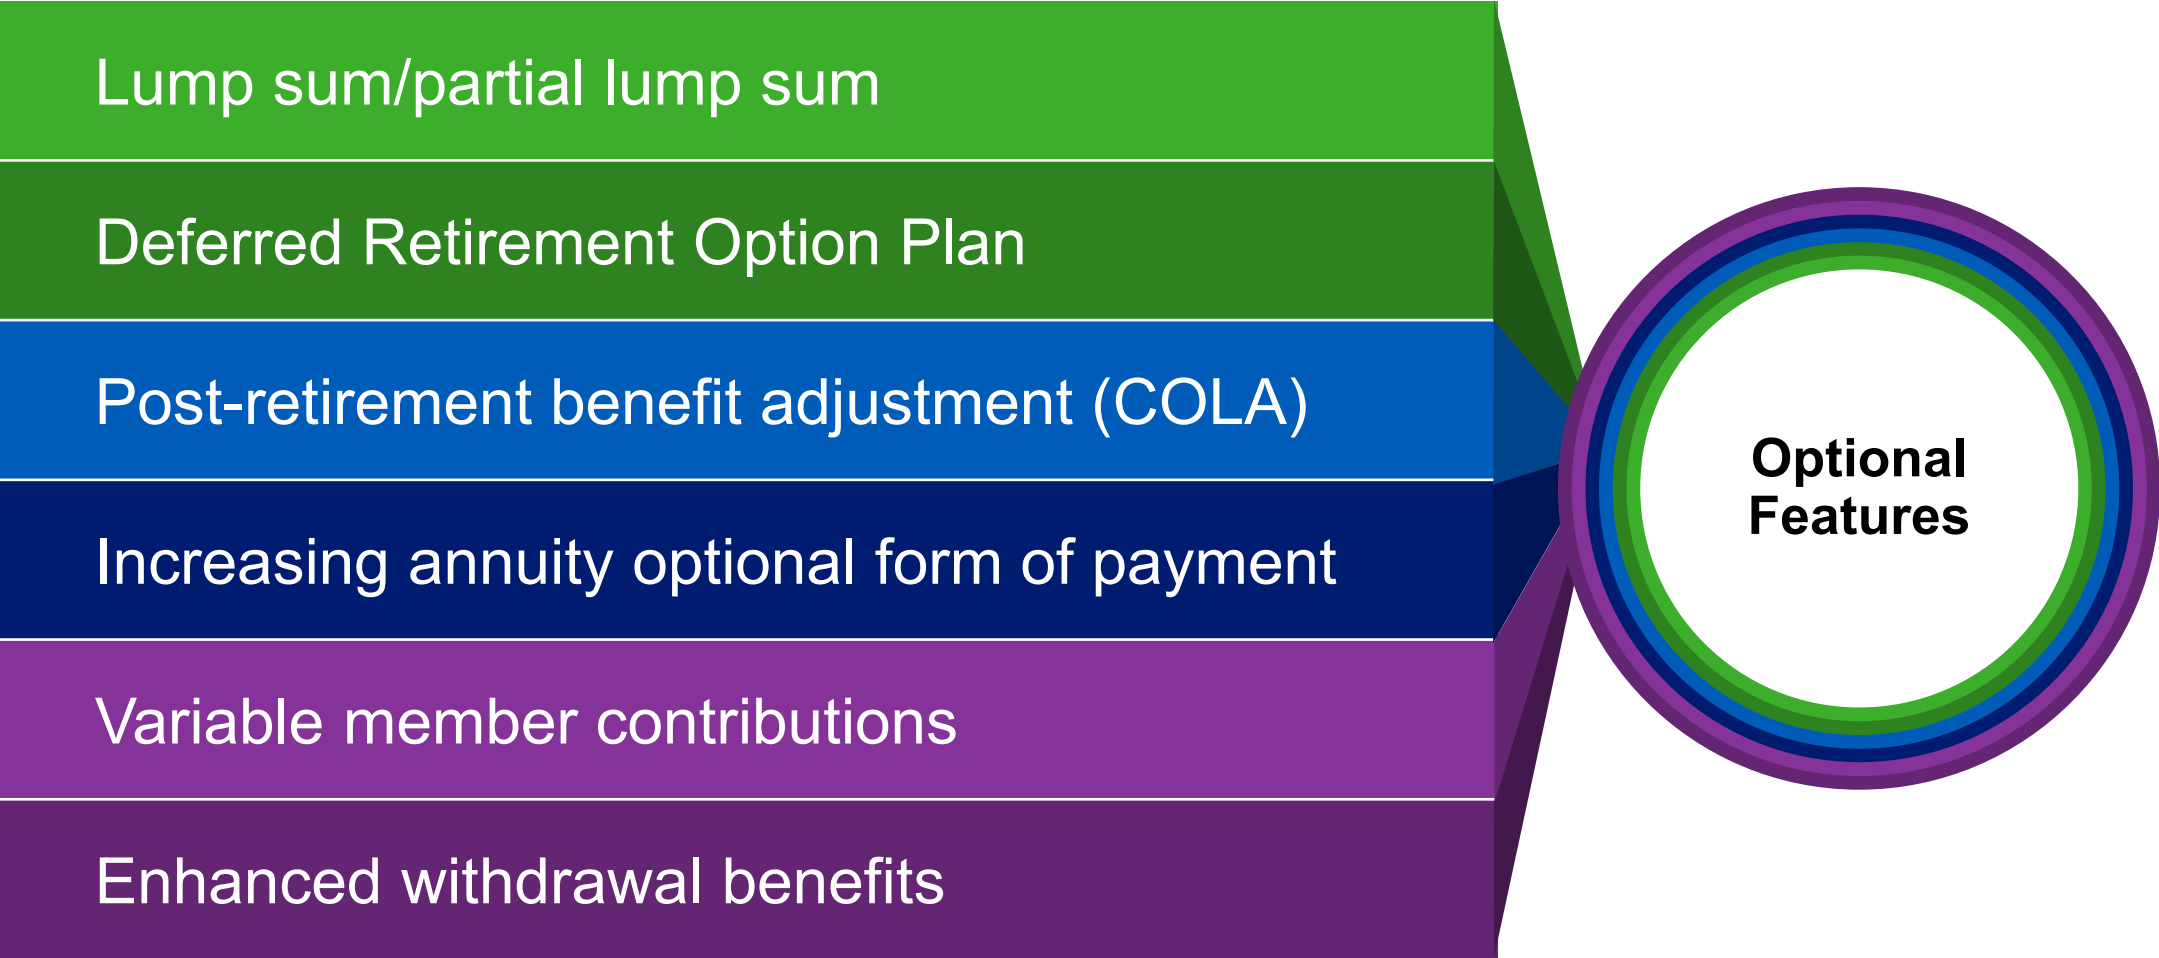 Lump sum/partial lump sum
Deferred Retirement Option Plan
Post-retirement benefit adjustment (COLA)
Increasing annuity optional form of payment
Variable member contributions
Enhanced withdrawal benefits
Optional
Features